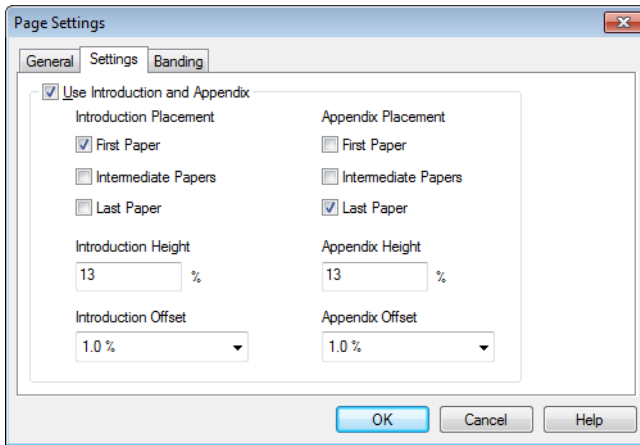 Page Settings
General Settings Banding
Use Introduction and Appendix
Introduction Placement Appendix Placement
First Paper First Paper
Intermediate Papers Intermediate Papers
Last Paper Last Paper
Introduction Height Appendix Height
13 % 13 %
Introduction Offset Appendix Offset
1.0 % 1.0 %
OK Cancel Help